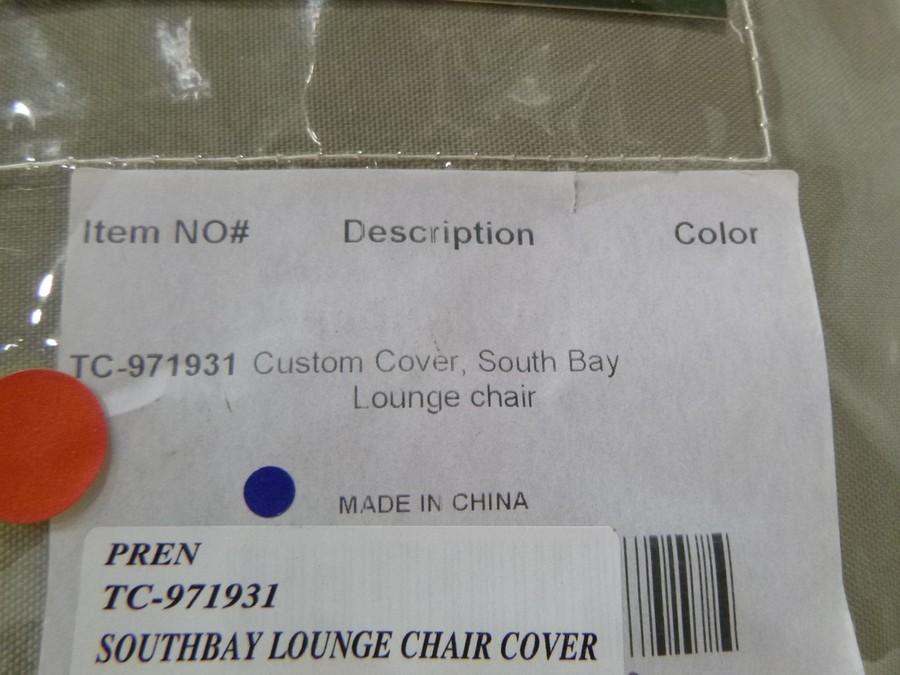 Item NO# Description Color
TC-971931 Custom Cover, South Bay
Lounge chair
MADE IN CHINA
PREN
TC-971931
SOUTHBAY LOUNGE CHAIR COVER